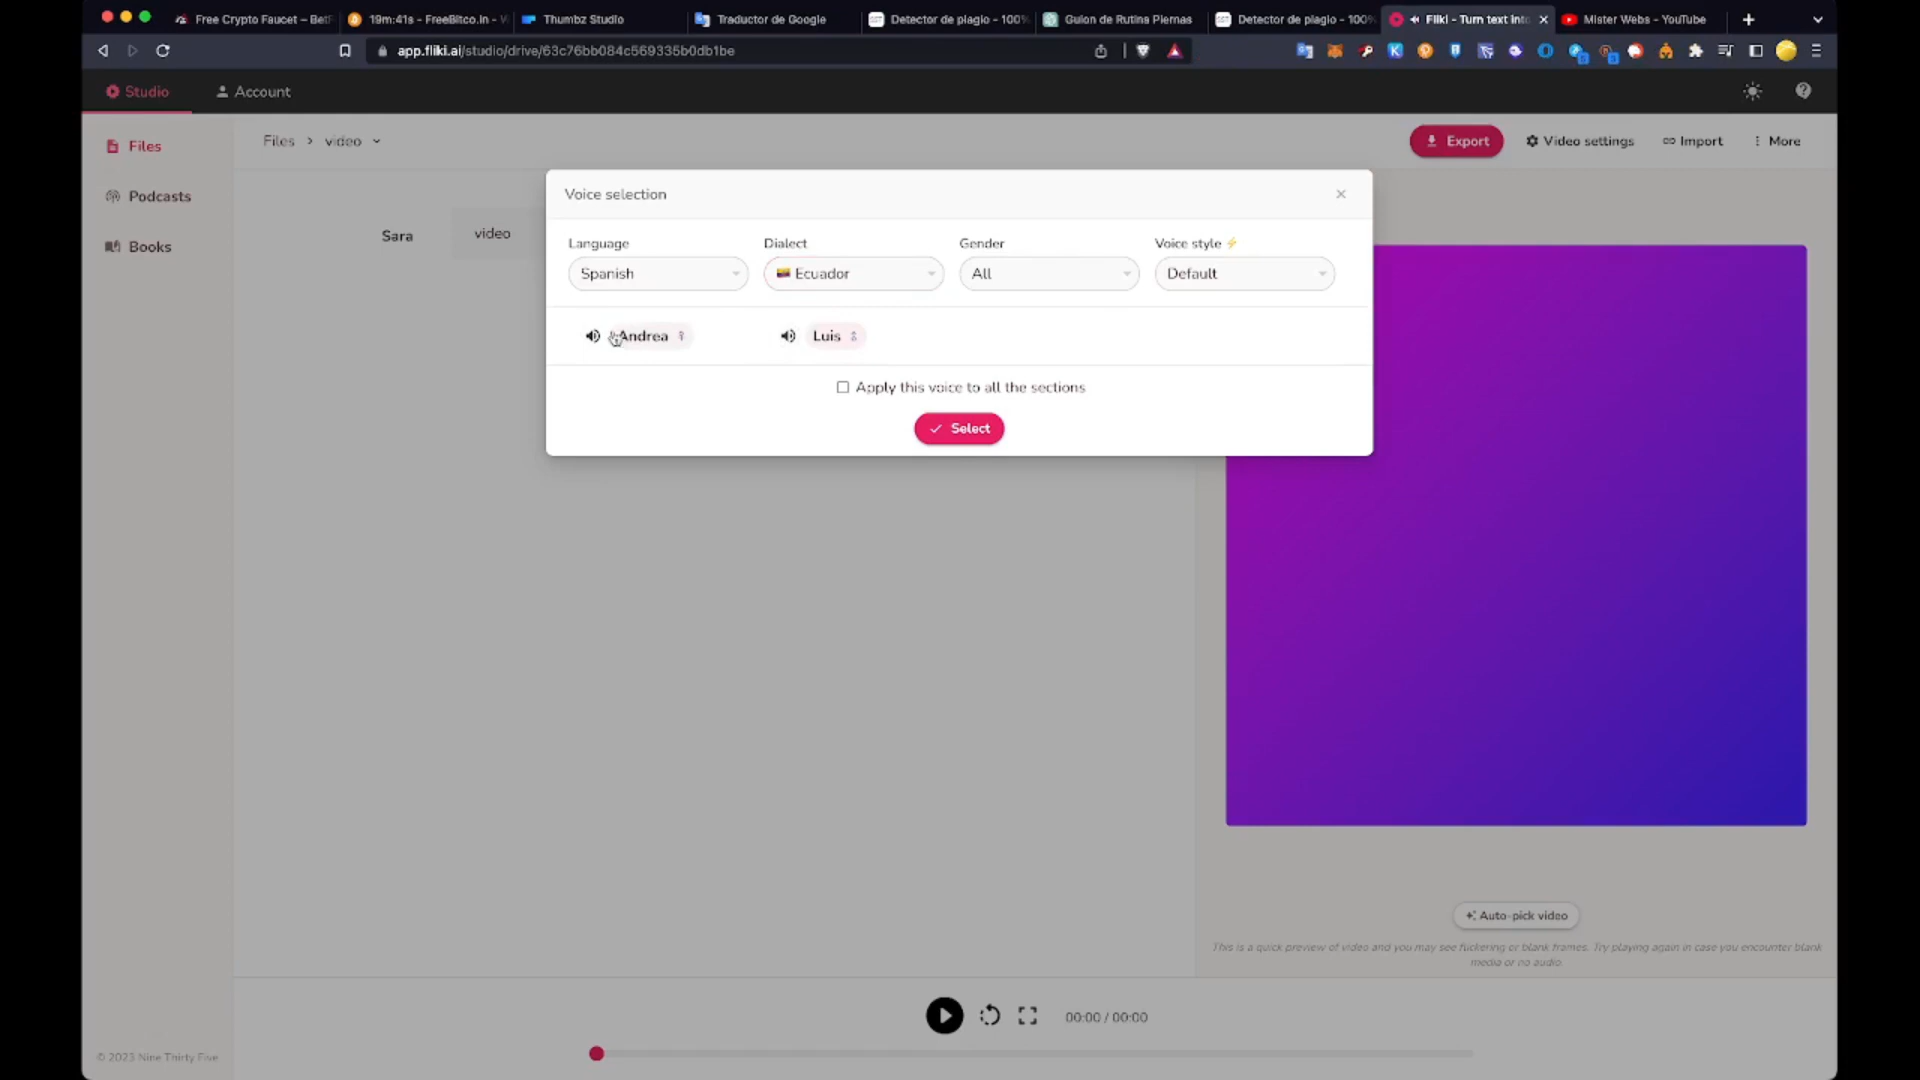 Free Crypto Faucet – BetF
19m:41s - FreeBitco.in - W
Thumbz Studio
Traductor de Google
Detector de plagio - 100%
Guion de Rutina Piernas
Detector de plagio - 100%
Fliki - Turn text into
Mister Webs - YouTube
app.fliki.ai/studio/drive/63c76bb084c569335b0db1be
Studio
Account
Files
Podcasts
Books
Files > video
Export
Video settings
Import
More
Sara
video
Voice selection
Language
Dialect
Gender
Voice style
Spanish
Ecuador
All
Default
Andrea
Luis
Apply this voice to all the sections
Select
Auto-pick video
This is a quick preview of video and you may see flickering or blank frames. Try playing again in case you encounter blank
media or no audio.
00:00 / 00:00
© 2023 Nine Thirty Five